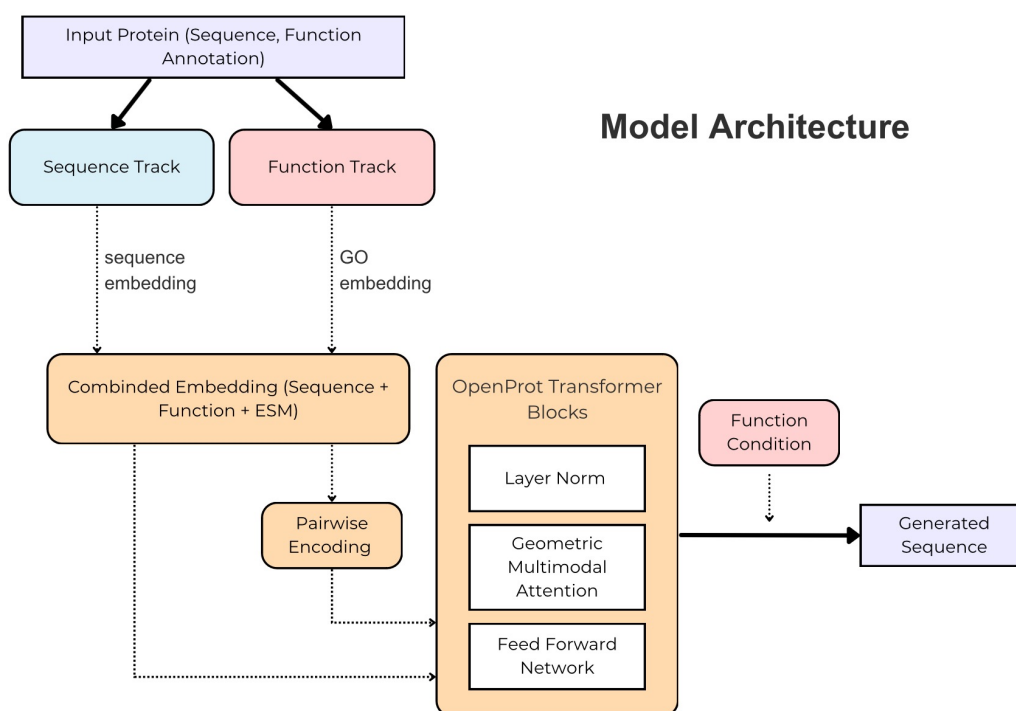 Input Protein (Sequence, Function
Annotation)
Model Architecture
Sequence Track
Function Track
sequence
embedding
GO
embedding
Combinded Embedding (Sequence +
Function + ESM)
OpenProt Transformer
Blocks
Layer Norm
Geometric
Multimodal
Attention
Feed Forward
Network
Pairwise
Encoding
Function
Condition
Generated
Sequence